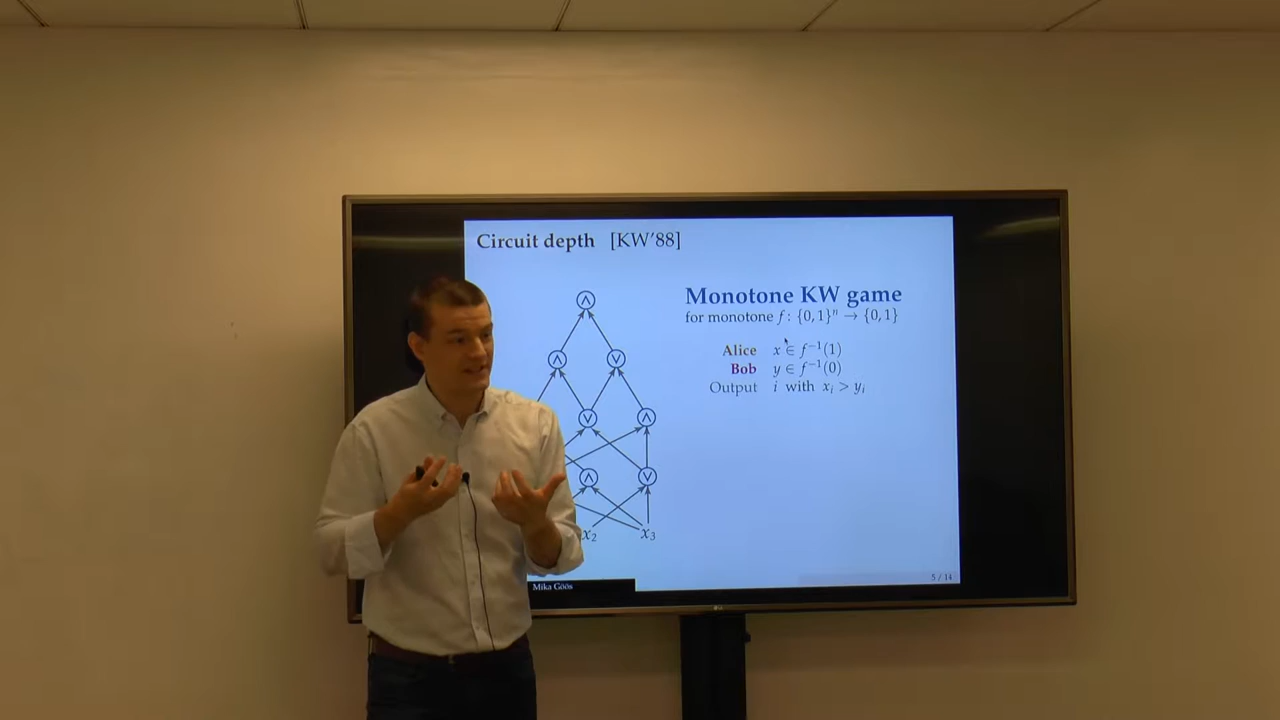 Circuit depth [KW'88]
Monotone KW game
for monotone f : {0,1}ⁿ → {0,1}
Alice x ∈ f⁻¹(1)
Bob y ∈ f⁻¹(0)
Output i with xᵢ > yᵢ
∧
∧ ∨
∨ ∧
∧ ∨
x₂ x₃
Mika Göös
5 / 14
LG